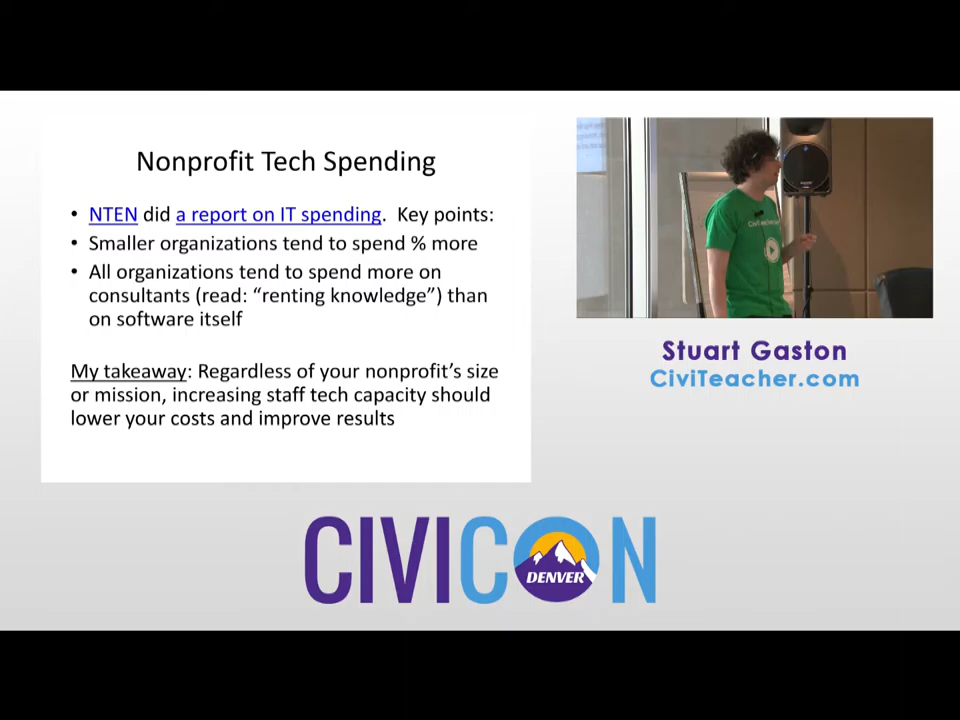 Nonprofit Tech Spending
• NTEN did a report on IT spending. Key points:
• Smaller organizations tend to spend % more
• All organizations tend to spend more on
consultants (read: “renting knowledge”) than
on software itself
My takeaway: Regardless of your nonprofit’s size
or mission, increasing staff tech capacity should
lower your costs and improve results
Stuart Gaston
CiviTeacher.com
CIVICON
DENVER